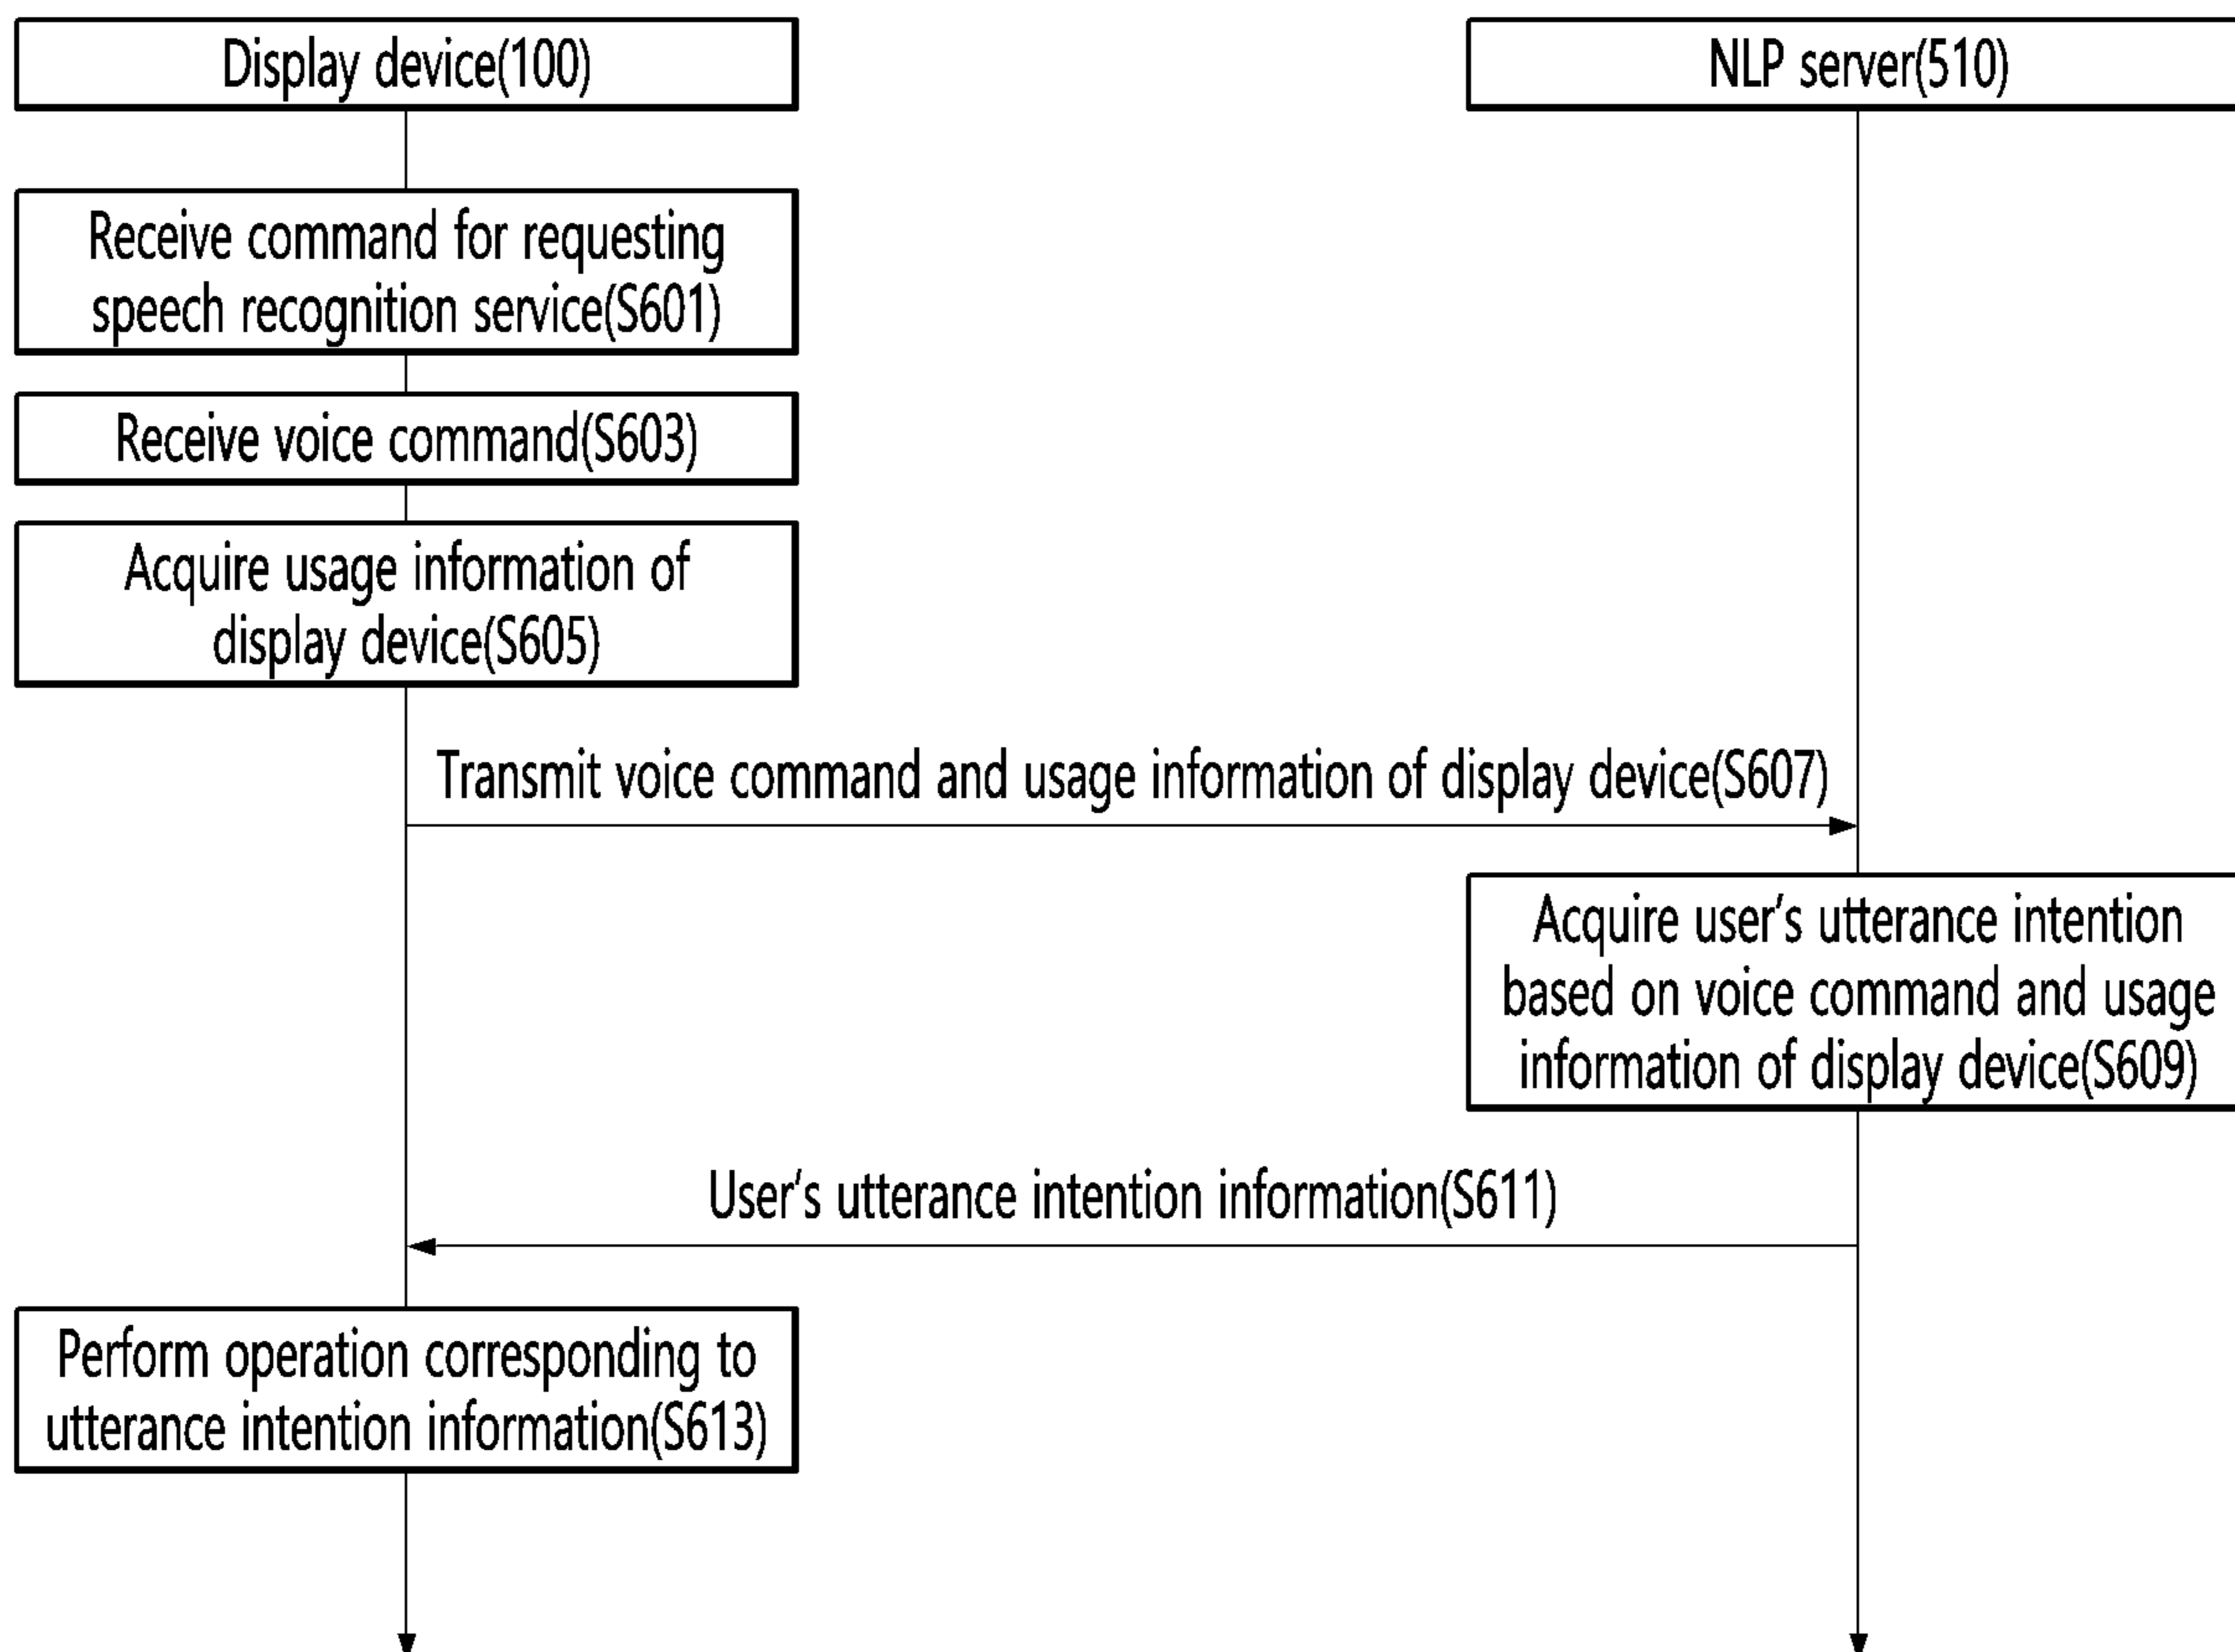 Display device(100)
NLP server(510)
Receive command for requesting
speech recognition service(S601)
Receive voice command(S603)
Acquire usage information of
display device(S605)
Transmit voice command and usage information of display device(S607)
Acquire user's utterance intention
based on voice command and usage
information of display device(S609)
User's utterance intention information(S611)
Perform operation corresponding to
utterance intention information(S613)